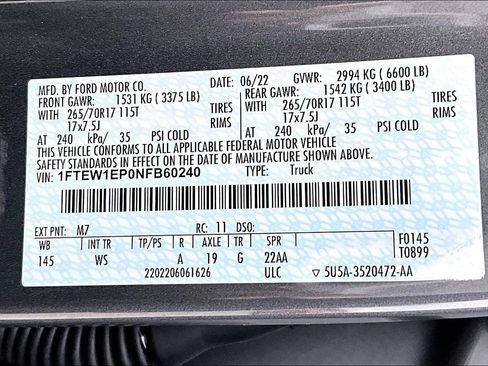 MFD. BY FORD MOTOR CO. DATE: 06/22 GVWR: 2994 KG (6600 LB)
FRONT GAWR: 1531 KG (3375 LB) REAR GAWR: 1542 KG (3400 LB)
WITH 265/70R17 115T TIRES WITH 265/70R17 115T TIRES
17x7.5J RIMS 17x7.5J RIMS
AT 240 kPa/ 35 PSI COLD AT 240 kPa/ 35 PSI COLD
THIS VEHICLE CONFORMS TO ALL APPLICABLE FEDERAL MOTOR VEHICLE
SAFETY STANDARDS IN EFFECT ON THE DATE OF MANUFACTURE SHOWN ABOVE.
VIN: 1FTEW1EP0NFB60240 TYPE: Truck
EXT PNT: M7 RC: 11 DSO: F0145
WB INT TR TP/PS R AXLE TR SPR T0899
145 WS A 19 G 22AA
2202206061626 ULC 5U5A-3520472-AA